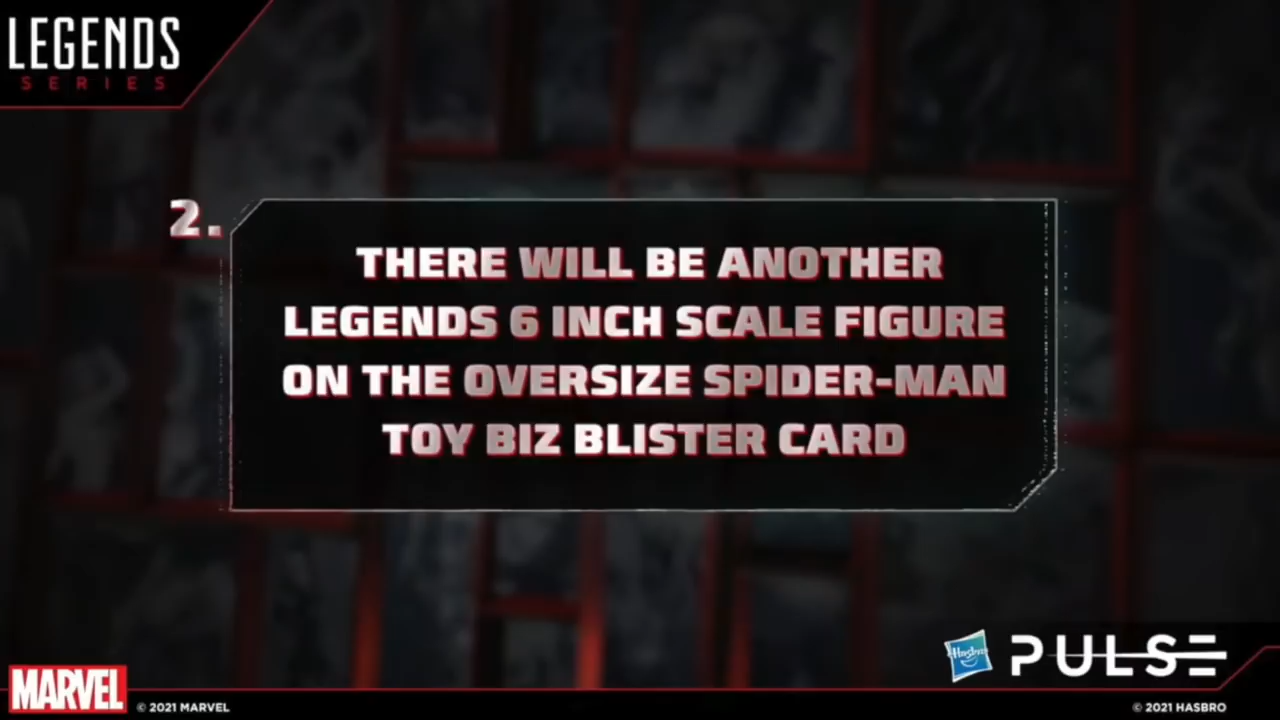 LEGENDS
SERIES
2.
THERE WILL BE ANOTHER
LEGENDS 6 INCH SCALE FIGURE
ON THE OVERSIZE SPIDER-MAN
TOY BIZ BLISTER CARD
Hasbro PULSE
MARVEL © 2021 MARVEL
© 2021 HASBRO